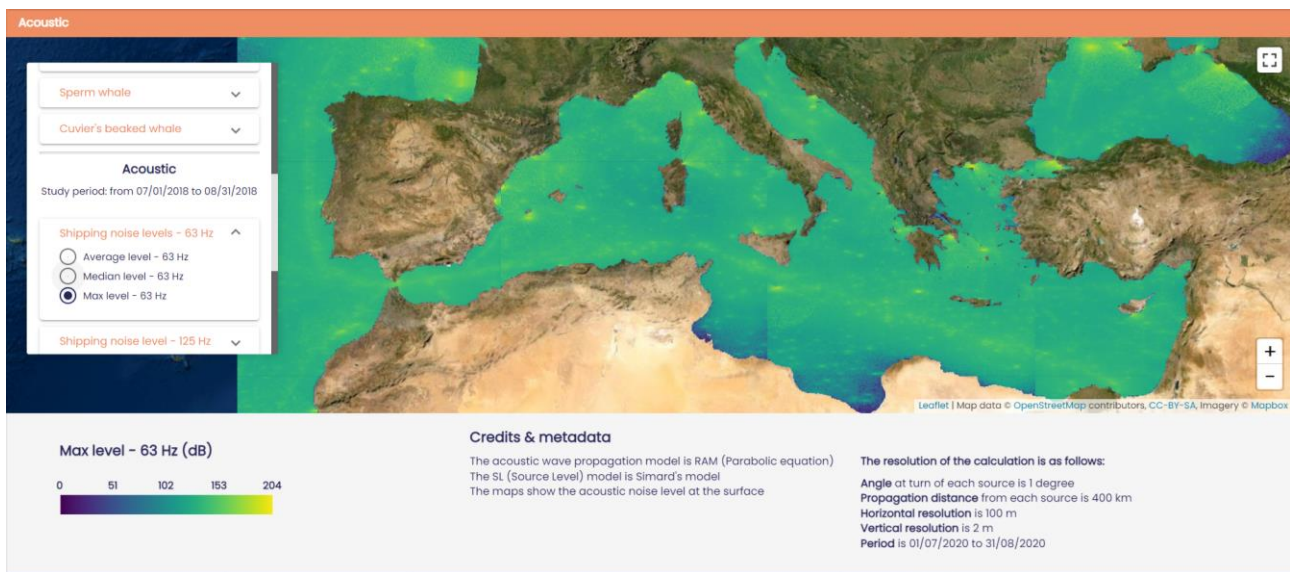 Acoustic
Sperm whale
Cuvier's beaked whale
Acoustic
Study period: from 07/01/2018 to 08/31/2018
Shipping noise levels - 63 Hz
Average level - 63 Hz
Median level - 63 Hz
Max level - 63 Hz
Shipping noise level - 125 Hz
+
−
Leaflet | Map data © OpenStreetMap contributors, CC-BY-SA, Imagery © Mapbox
Max level - 63 Hz (dB)
0 51 102 153 204
Credits & metadata
The acoustic wave propagation model is RAM (Parabolic equation)
The SL (Source Level) model is Simard's model
The maps show the acoustic noise level at the surface
The resolution of the calculation is as follows:
Angle at turn of each source is 1 degree
Propagation distance from each source is 400 km
Horizontal resolution is 100 m
Vertical resolution is 2 m
Period is 01/07/2020 to 31/08/2020